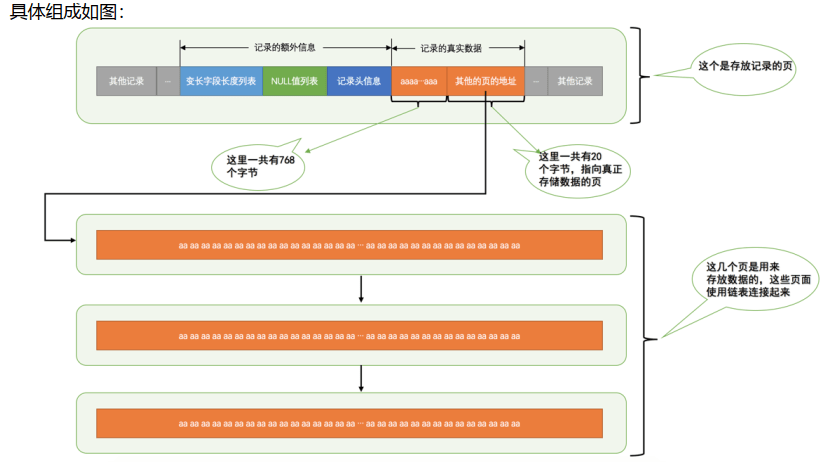 具体组成如图：
记录的额外信息
记录的真实数据
其他记录
...
变长字段长度列表
NULL值列表
记录头信息
aaaa···aaa
其他的页的地址
...
其他记录
这个是存放记录的页
这里一共有768
个字节
这里一共有20
个字节，指向真正
存储数据的页
aa aa aa aa aa aa aa aa aa aa aa aa aa aa aa aa ··· aa aa aa aa aa aa aa aa aa aa aa aa aa aa
这几个页是用来
存放数据的，这些页面
使用链表连接起来
aa aa aa aa aa aa aa aa aa aa aa aa aa aa aa aa ··· aa aa aa aa aa aa aa aa aa aa aa aa aa aa
aa aa aa aa aa aa aa aa aa aa aa aa aa aa aa aa ··· aa aa aa aa aa aa aa aa aa aa aa aa aa aa